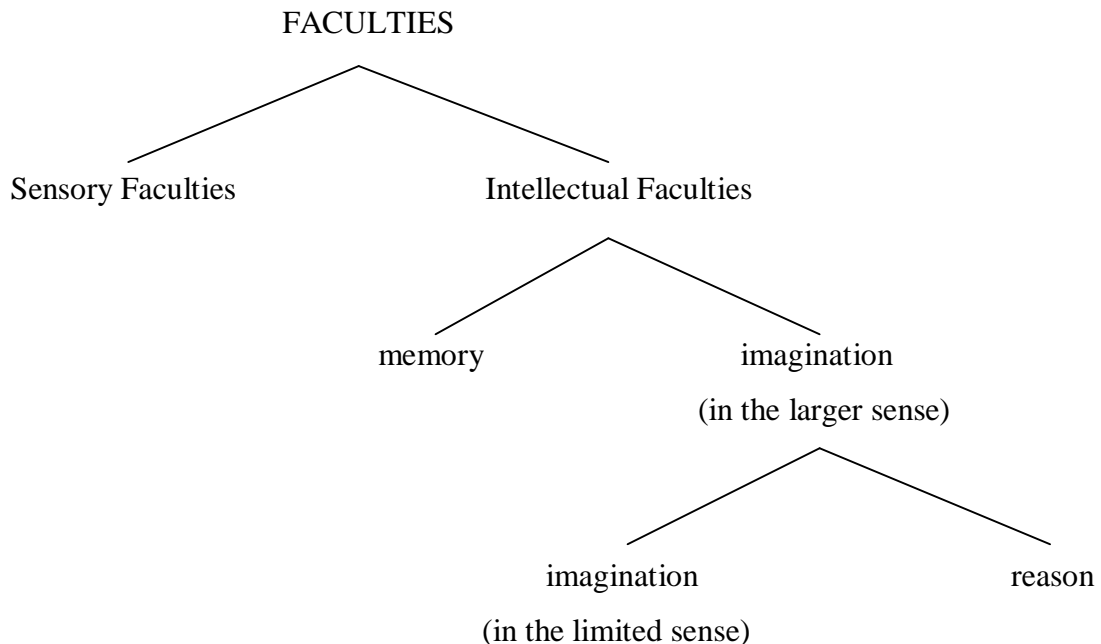 FACULTIES
Sensory Faculties
Intellectual Faculties
memory
imagination
(in the larger sense)
imagination
(in the limited sense)
reason